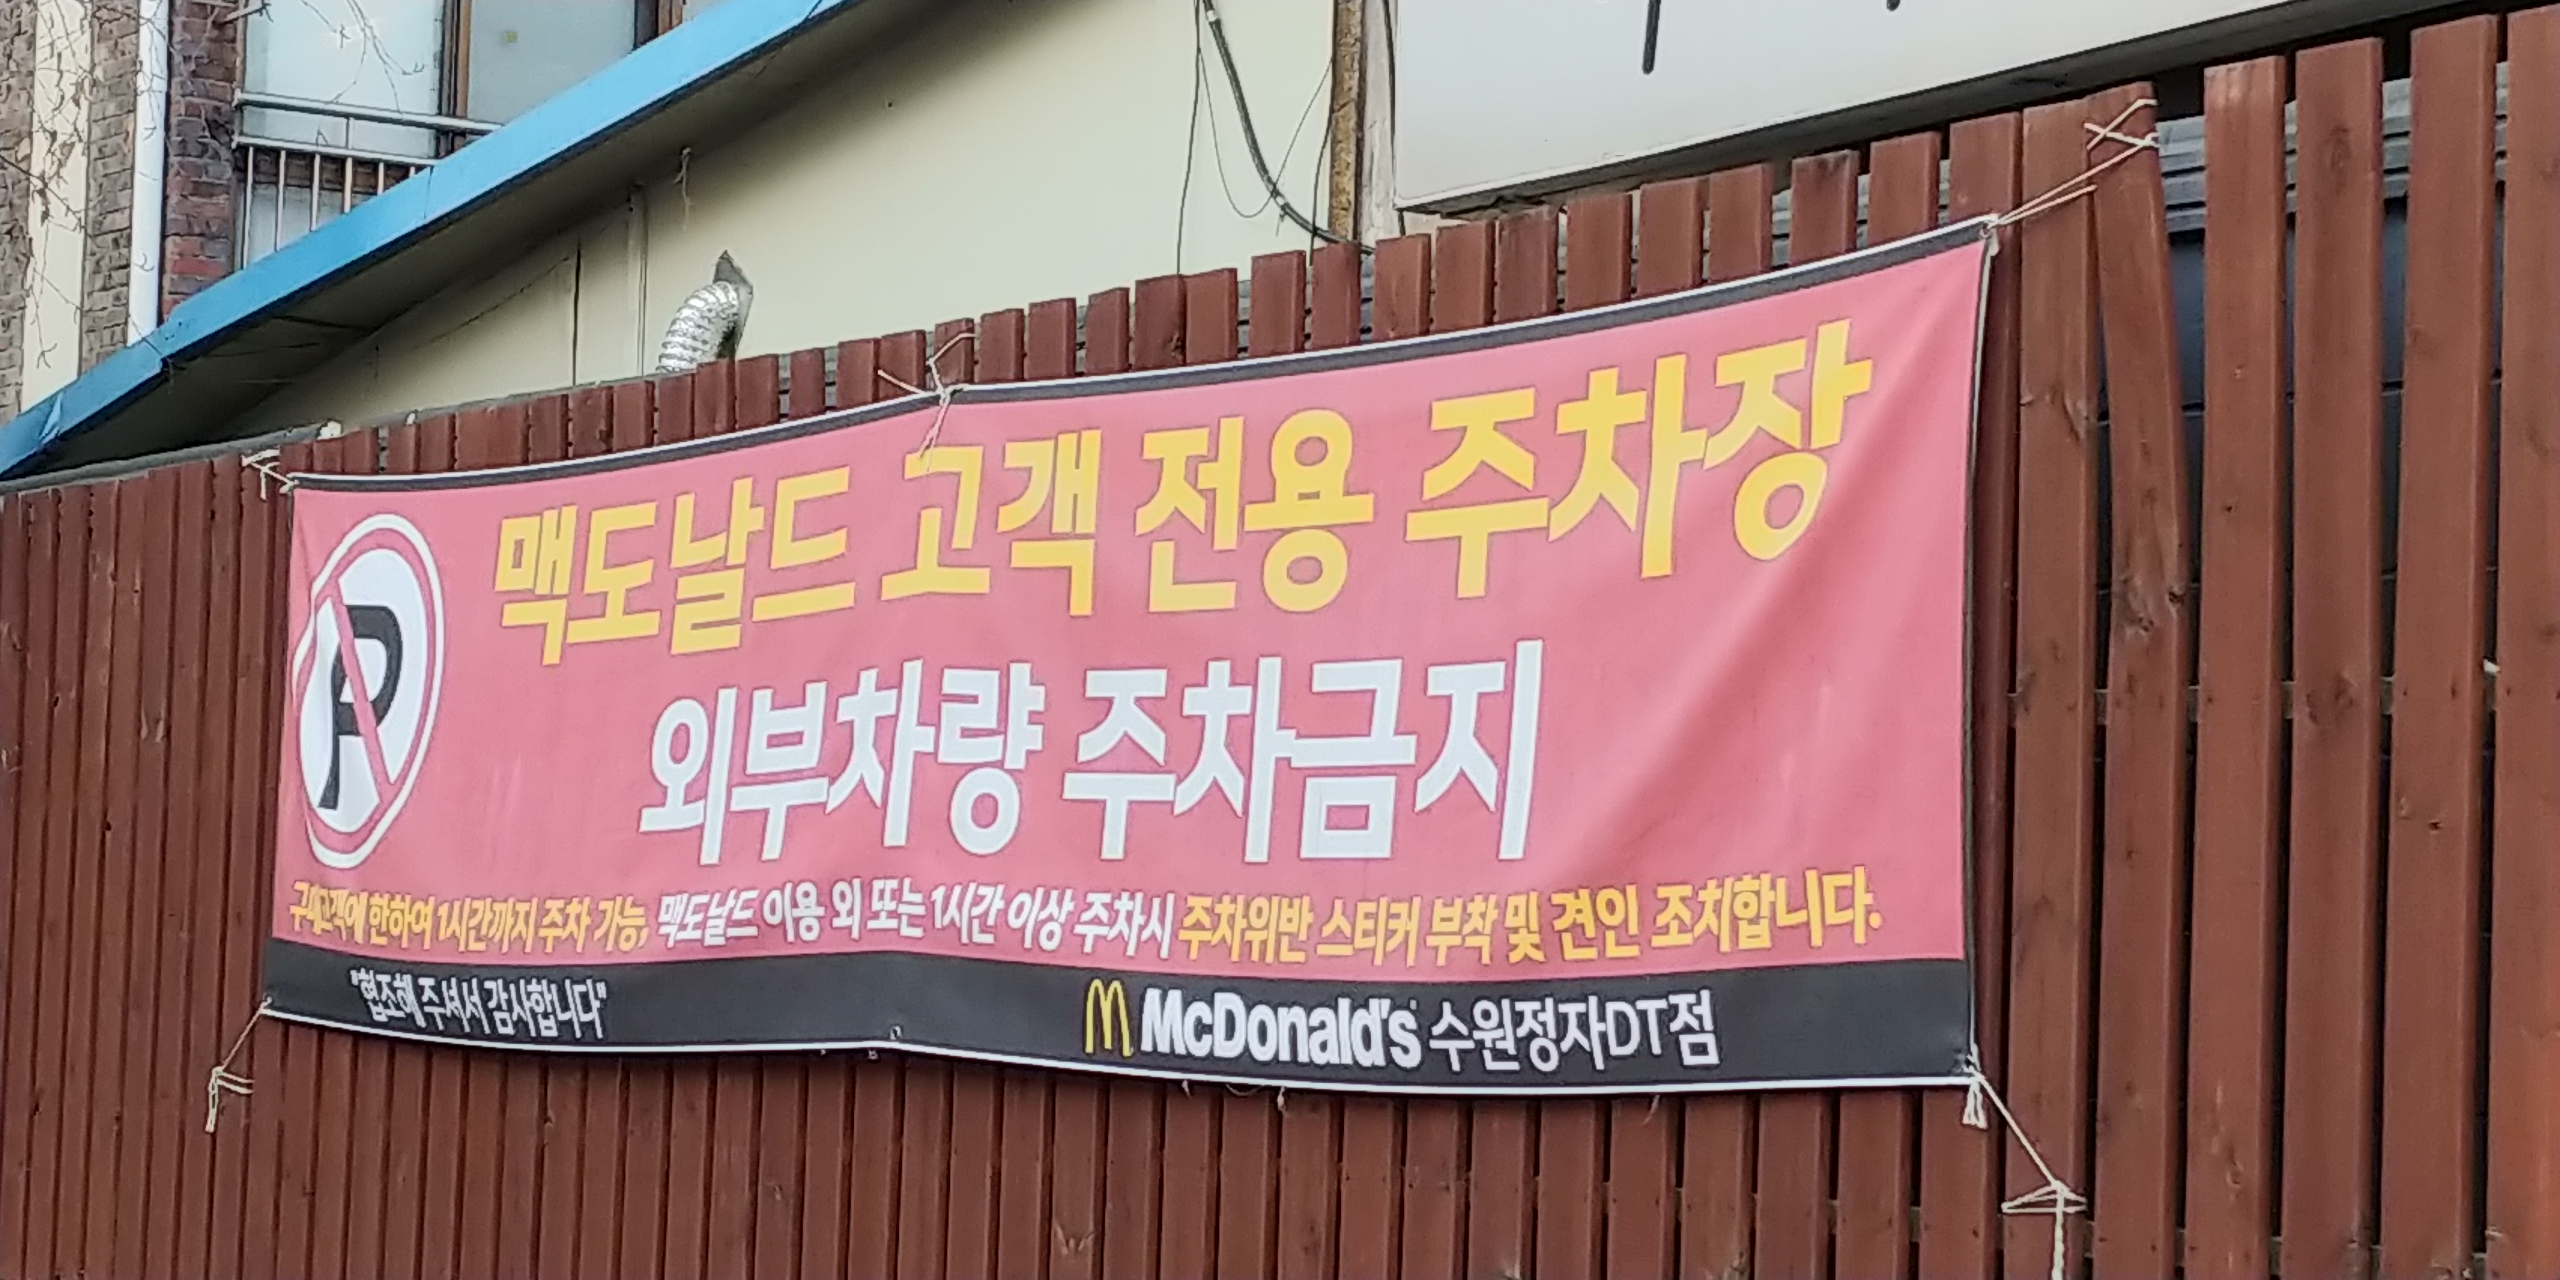 맥도날드 고객 전용 주차장
외부차량 주차금지
구매고객에 한하여 1시간까지 주차 가능, 맥도날드 이용 외 또는 1시간 이상 주차시 주차위반 스티커 부착 및 견인 조치합니다.
"협조해 주셔서 감사합니다"
McDonald's 수원정자DT점